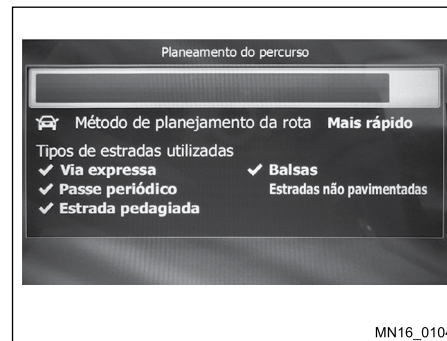 Planeamento do percurso
Método de planejamento da rota Mais rápido
Tipos de estradas utilizadas
Via expressa
Balsas
Passe periódico
Estradas não pavimentadas
Estrada pedagiada